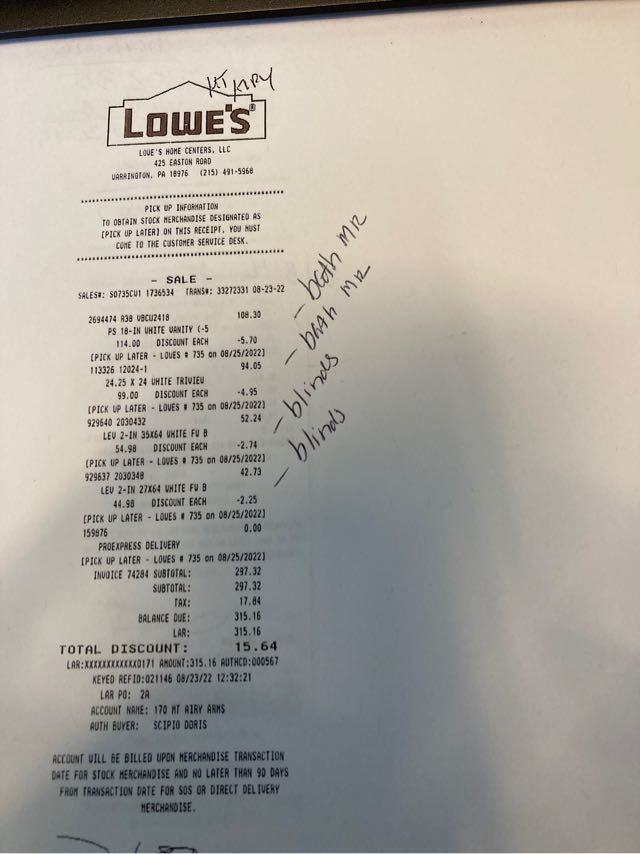 MT AIRY
LOWE'S®
LOWE'S HOME CENTERS, LLC
425 EASTON ROAD
WARRINGTON, PA 18976 (215) 491-5968
PICK UP INFORMATION
TO OBTAIN STOCK MERCHANDISE DESIGNATED AS
[PICK UP LATER] ON THIS RECEIPT, YOU MUST
COME TO THE CUSTOMER SERVICE DESK.
- SALE -
SALES#: S0735CW1 1736534 TRANS#: 33272331 08-23-22
2694474 R38 VBCU2418 108.30
PS 18-IN WHITE VANITY (-5
114.00 DISCOUNT EACH -5.70
[PICK UP LATER - LOWES # 735 on 08/25/2022]
113326 12024-1 94.05
24.25 X 24 WHITE TRIVIEW
99.00 DISCOUNT EACH -4.95
[PICK UP LATER - LOWES # 735 on 08/25/2022]
929640 2030432 52.24
LEV 2-IN 35X64 WHITE FW B
54.98 DISCOUNT EACH -2.74
[PICK UP LATER - LOWES # 735 on 08/25/2022]
929637 2030348 42.73
LEV 2-IN 27X64 WHITE FW B
44.98 DISCOUNT EACH -2.25
[PICK UP LATER - LOWES # 735 on 08/25/2022]
159876 0.00
PROEXPRESS DELIVERY
[PICK UP LATER - LOWES # 735 on 08/25/2022]
INVOICE 74284 SUBTOTAL: 297.32
SUBTOTAL: 297.32
TAX: 17.84
BALANCE DUE: 315.16
LAR: 315.16
TOTAL DISCOUNT: 15.64
LAR:XXXXXXXXXXXX0171 AMOUNT:315.16 AUTHCD:000567
KEYED REFID:021146 08/23/22 12:32:21
LAR PO: 2A
ACCOUNT NAME: 170 MT AIRY ARMS
AUTH BUYER: SCIPIO DORIS
ACCOUNT WILL BE BILLED UPON MERCHANDISE TRANSACTION
DATE FOR STOCK MERCHANDISE AND NO LATER THAN 90 DAYS
FROM TRANSACTION DATE FOR SOS OR DIRECT DELIVERY
MERCHANDISE.
- bath M12
- bath M12
- blinds
- blinds